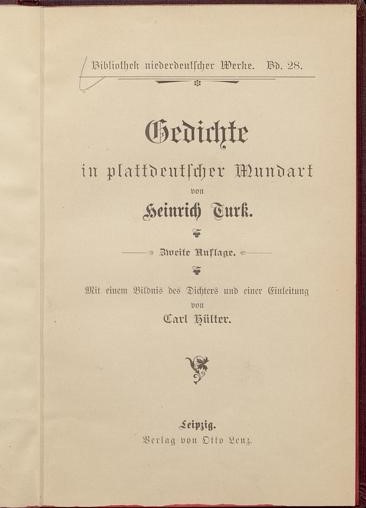 Bibliothek niederdeutscher Werke. Bd. 28.
Gedichte
in plattdeutscher Mundart
von
Heinrich Turk.
Zweite Auflage.
Mit einem Bildnis des Dichters und einer Einleitung
von
Carl Hülter.
Leipzig.
Verlag von Otto Lenz.